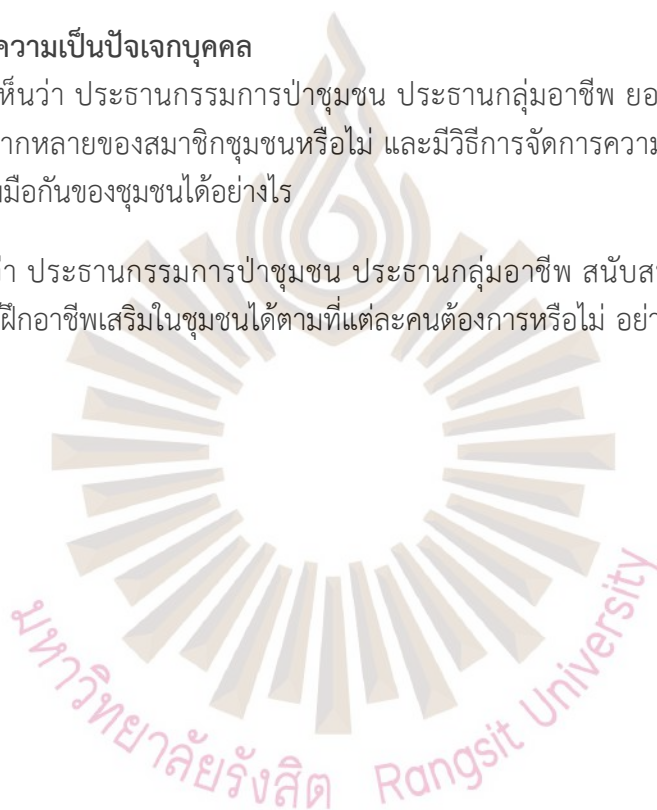 ความเป็นปัจเจกบุคคล
เห็นว่า ประธานกรรมการป่าชุมชน ประธานกลุ่มอาชีพ ยอ
ากหลายของสมาชิกชุมชนหรือไม่ และมีวิธีการจัดการความ
มือกันของชุมชนได้อย่างไร
ว่า ประธานกรรมการป่าชุมชน ประธานกลุ่มอาชีพ สนับส
ฝึกอาชีพเสริมในชุมชนได้ตามที่แต่ละคนต้องการหรือไม่ อย่า
มหาวิทยาลัยรังสิต Rangsit University